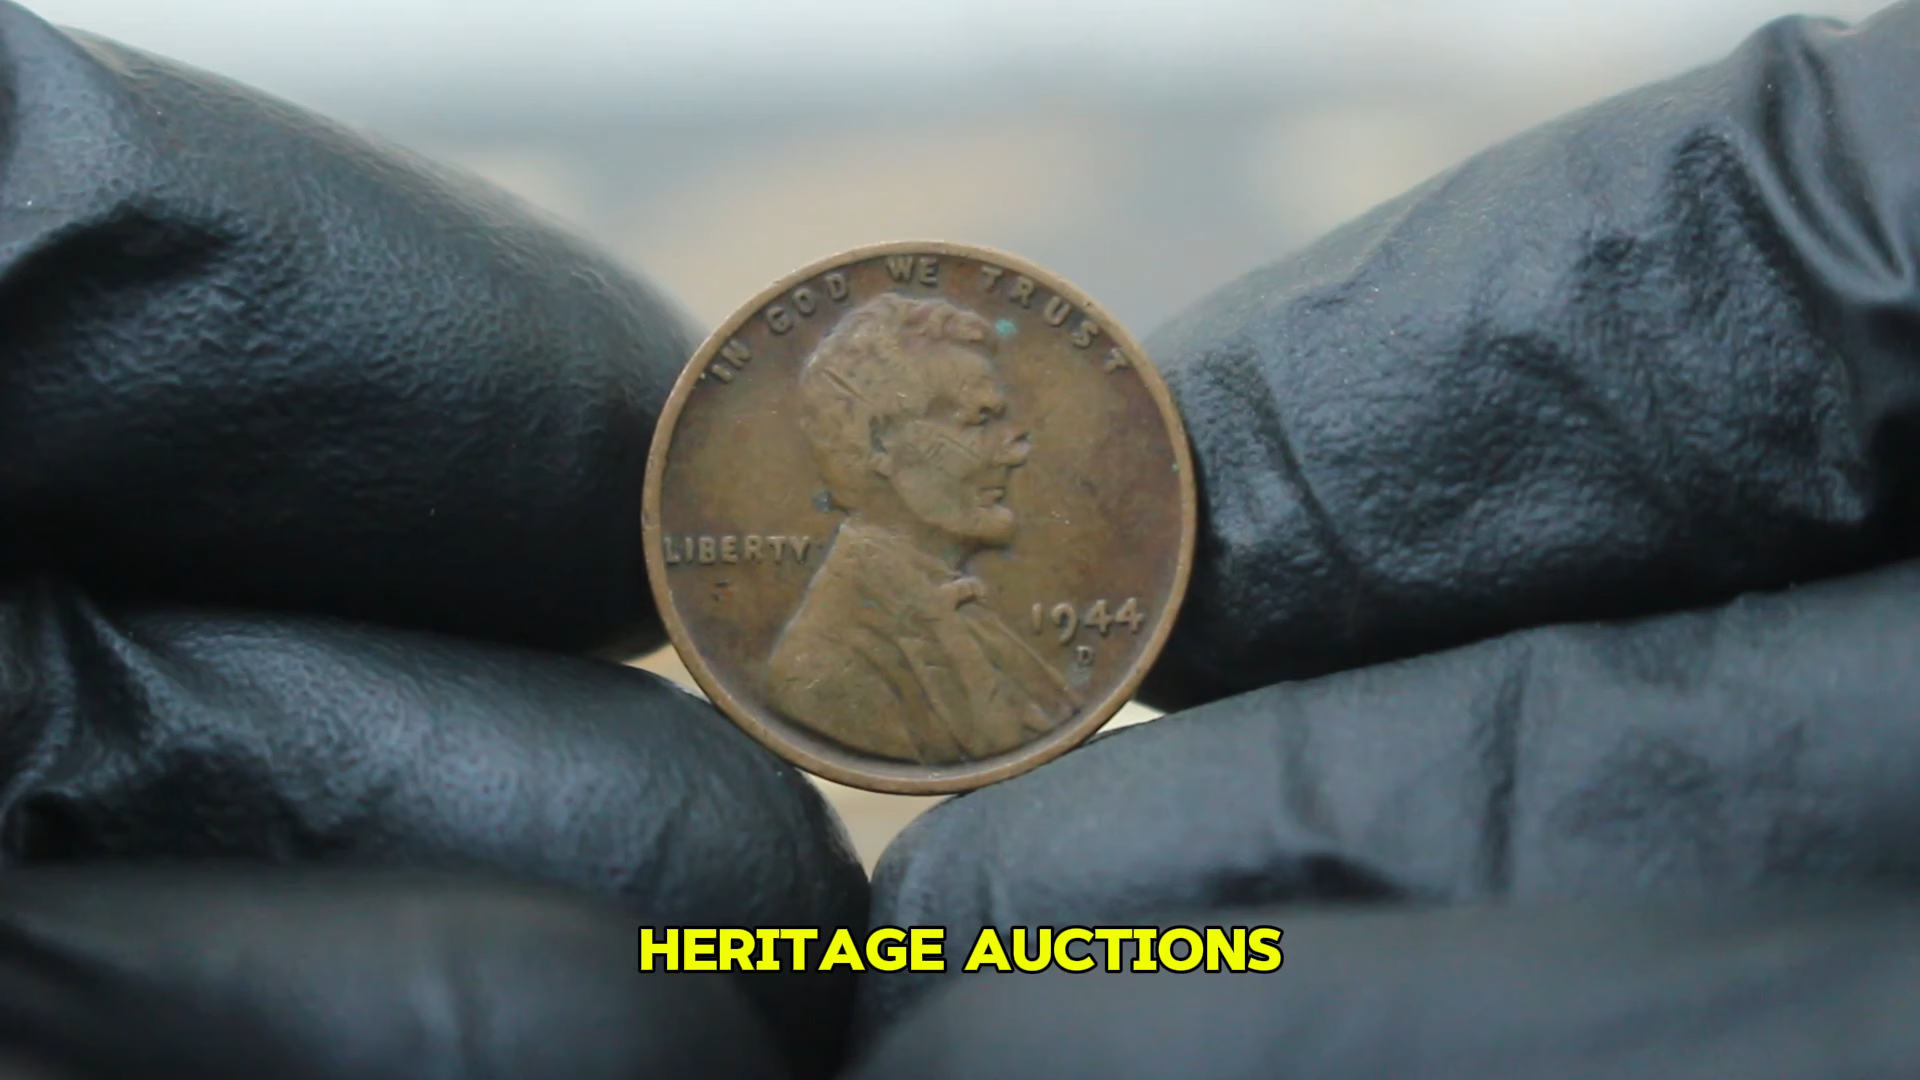 IN GOD WE TRUST
LIBERTY
1944
D
HERITAGE AUCTIONS